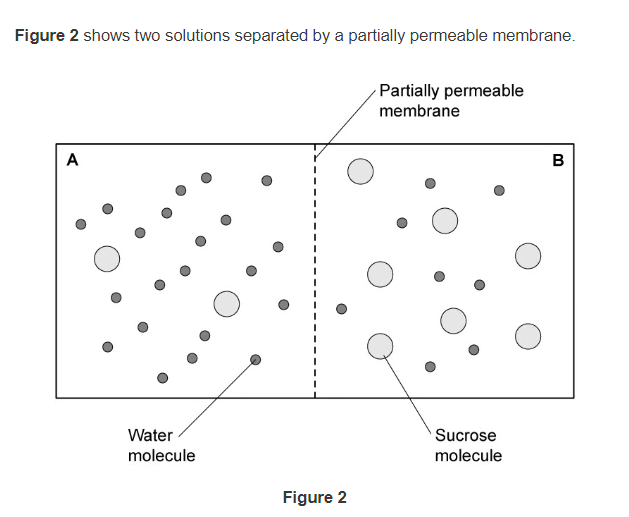 Figure 2 shows two solutions separated by a partially permeable membrane.
Partially permeable
membrane
A
B
Water
molecule
Sucrose
molecule
Figure 2